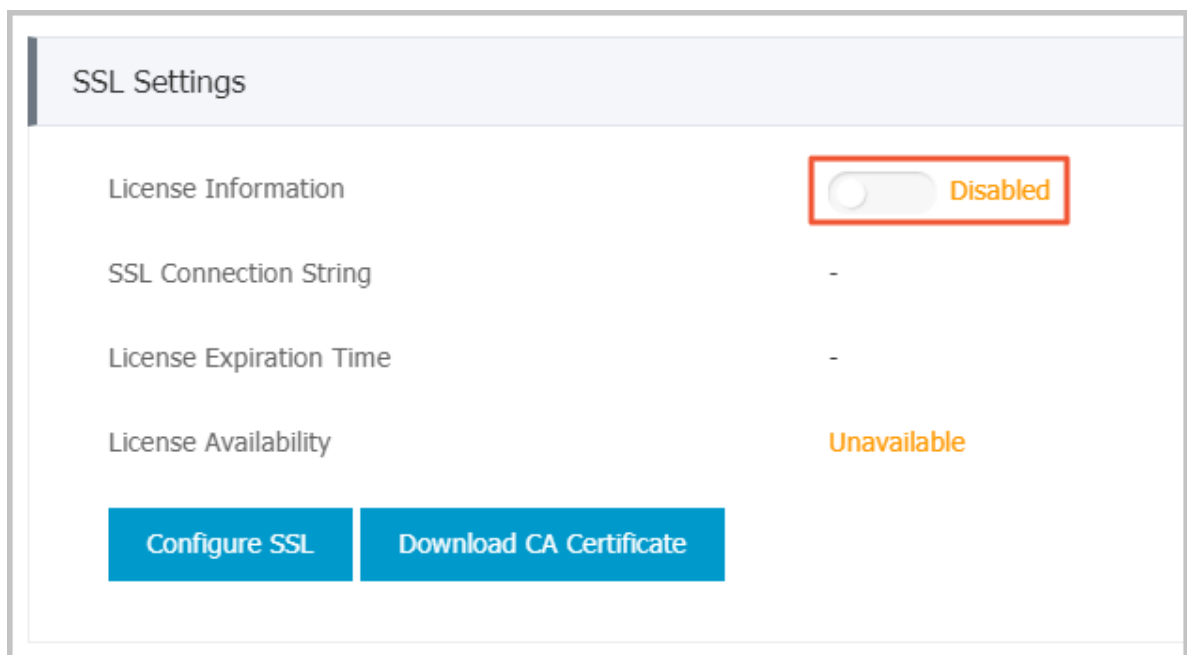 SSL Settings
License Information Disabled
SSL Connection String -
License Expiration Time -
License Availability Unavailable
Configure SSL Download CA Certificate